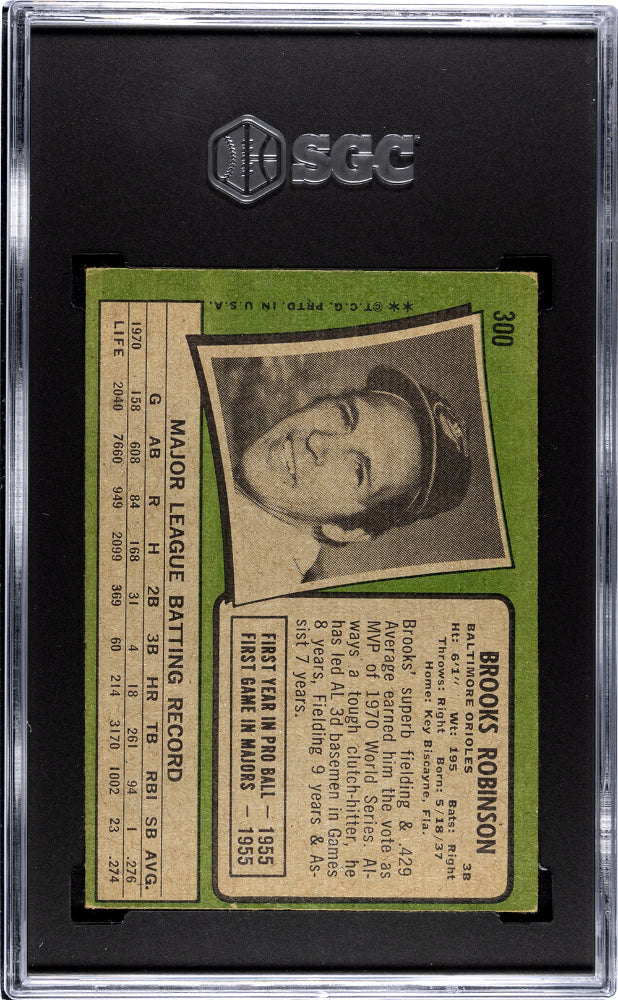 SGC
300
** ©T.C.G. PRTD. IN U.S.A.
BROOKS ROBINSON 3B
BALTIMORE ORIOLES
Ht: 6'1" Wt: 195 Bats: Right
Throws: Right Born: 5/18/37
Home: Key Biscayne, Fla.
Brooks' superb fielding & .429
Average earned him the vote as
MVP of 1970 World Series. Al-
ways a tough clutch-hitter, he
has led AL 3d basemen in Games
8 years, Fielding 9 years & As-
sist 7 years.
FIRST YEAR IN PRO BALL — 1955
FIRST GAME IN MAJORS — 1955
MAJOR LEAGUE BATTING RECORD
G AB R H 2B 3B HR TB RBI SB AVG.
1970 158 608 84 168 31 4 18 261 94 1 .276
LIFE 2040 7660 949 2099 369 60 214 3170 1002 23 .274